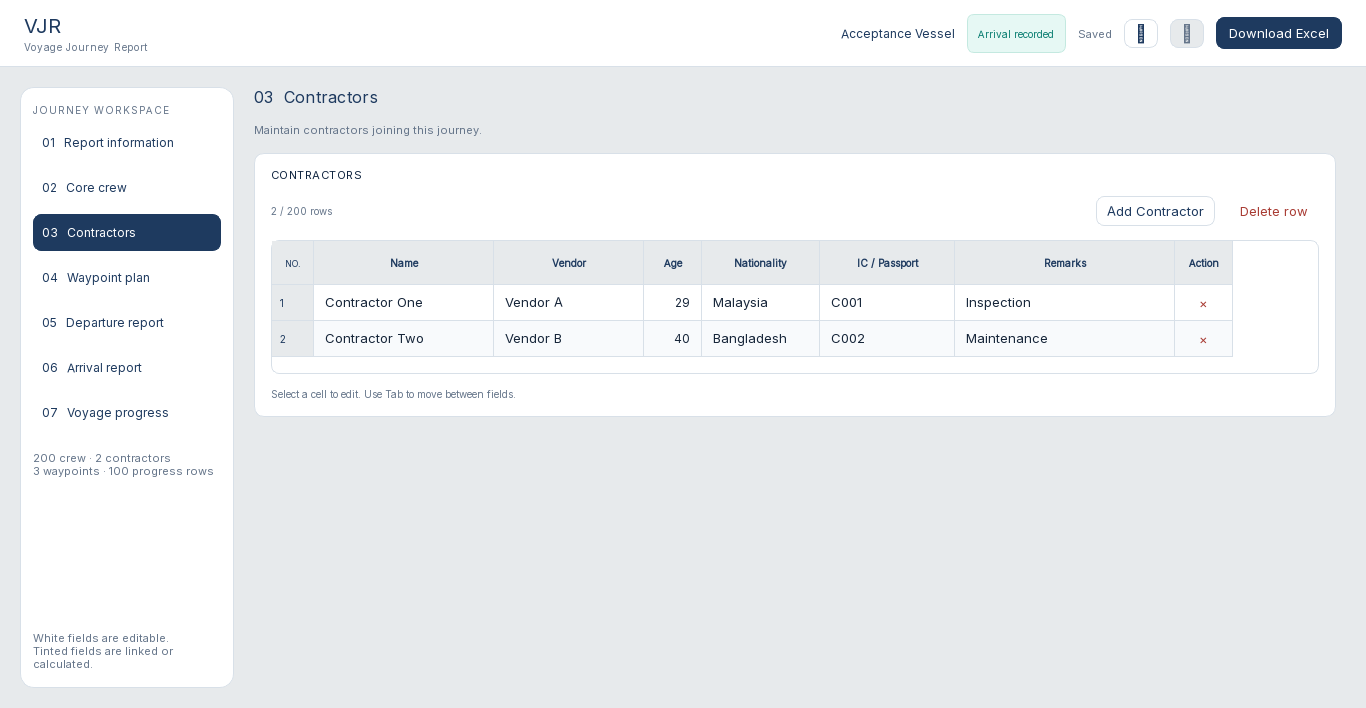 VJR
Voyage Journey Report
Acceptance Vessel
Arrival recorded
Saved
Download Excel
JOURNEY WORKSPACE
01 Report information
02 Core crew
03 Contractors
04 Waypoint plan
05 Departure report
06 Arrival report
07 Voyage progress
200 crew · 2 contractors
3 waypoints · 100 progress rows
White fields are editable.
Tinted fields are linked or
calculated.
03 Contractors
Maintain contractors joining this journey.
CONTRACTORS
2 / 200 rows
Add Contractor
Delete row
NO. Name Vendor Age Nationality IC / Passport Remarks Action
1 Contractor One Vendor A 29 Malaysia C001 Inspection ×
2 Contractor Two Vendor B 40 Bangladesh C002 Maintenance ×
Select a cell to edit. Use Tab to move between fields.